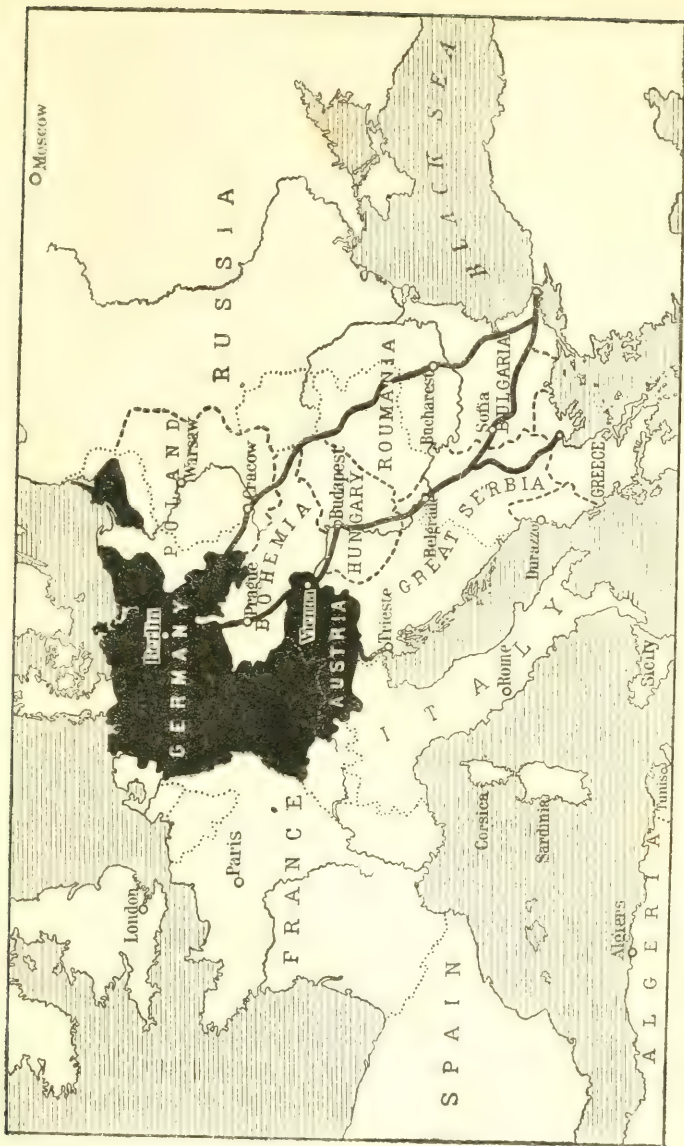 Moscow
RUSSIA
BLACK SEA
POLAND
Warsaw
Cracow
ROUMANIA
Bucharest
Sofia
BULGARIA
Berlin
GERMANY
Prague
BOHEMIA
Budapest
HUNGARY
Belgrade
GREAT SERBIA
GREECE
Vienna
AUSTRIA
Trieste
Durazzo
ITALY
Rome
Sicily
London
Paris
FRANCE
Corsica
Sardinia
Tunis
SPAIN
Algiers
ALGERIA